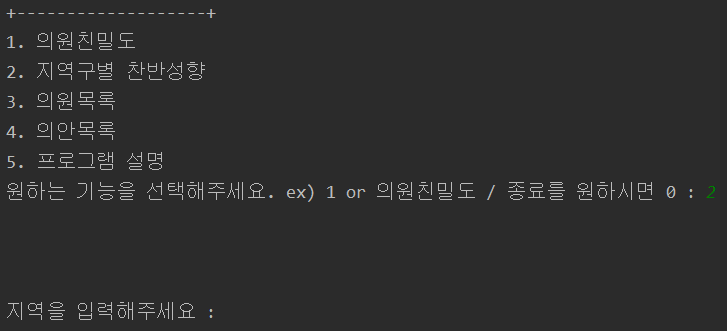 +-------------------+
1. 의원친밀도
2. 지역구별 찬반성향
3. 의원목록
4. 의안목록
5. 프로그램 설명
원하는 기능을 선택해주세요. ex) 1 or 의원친밀도 / 종료를 원하시면 0 : 2
지역을 입력해주세요 :